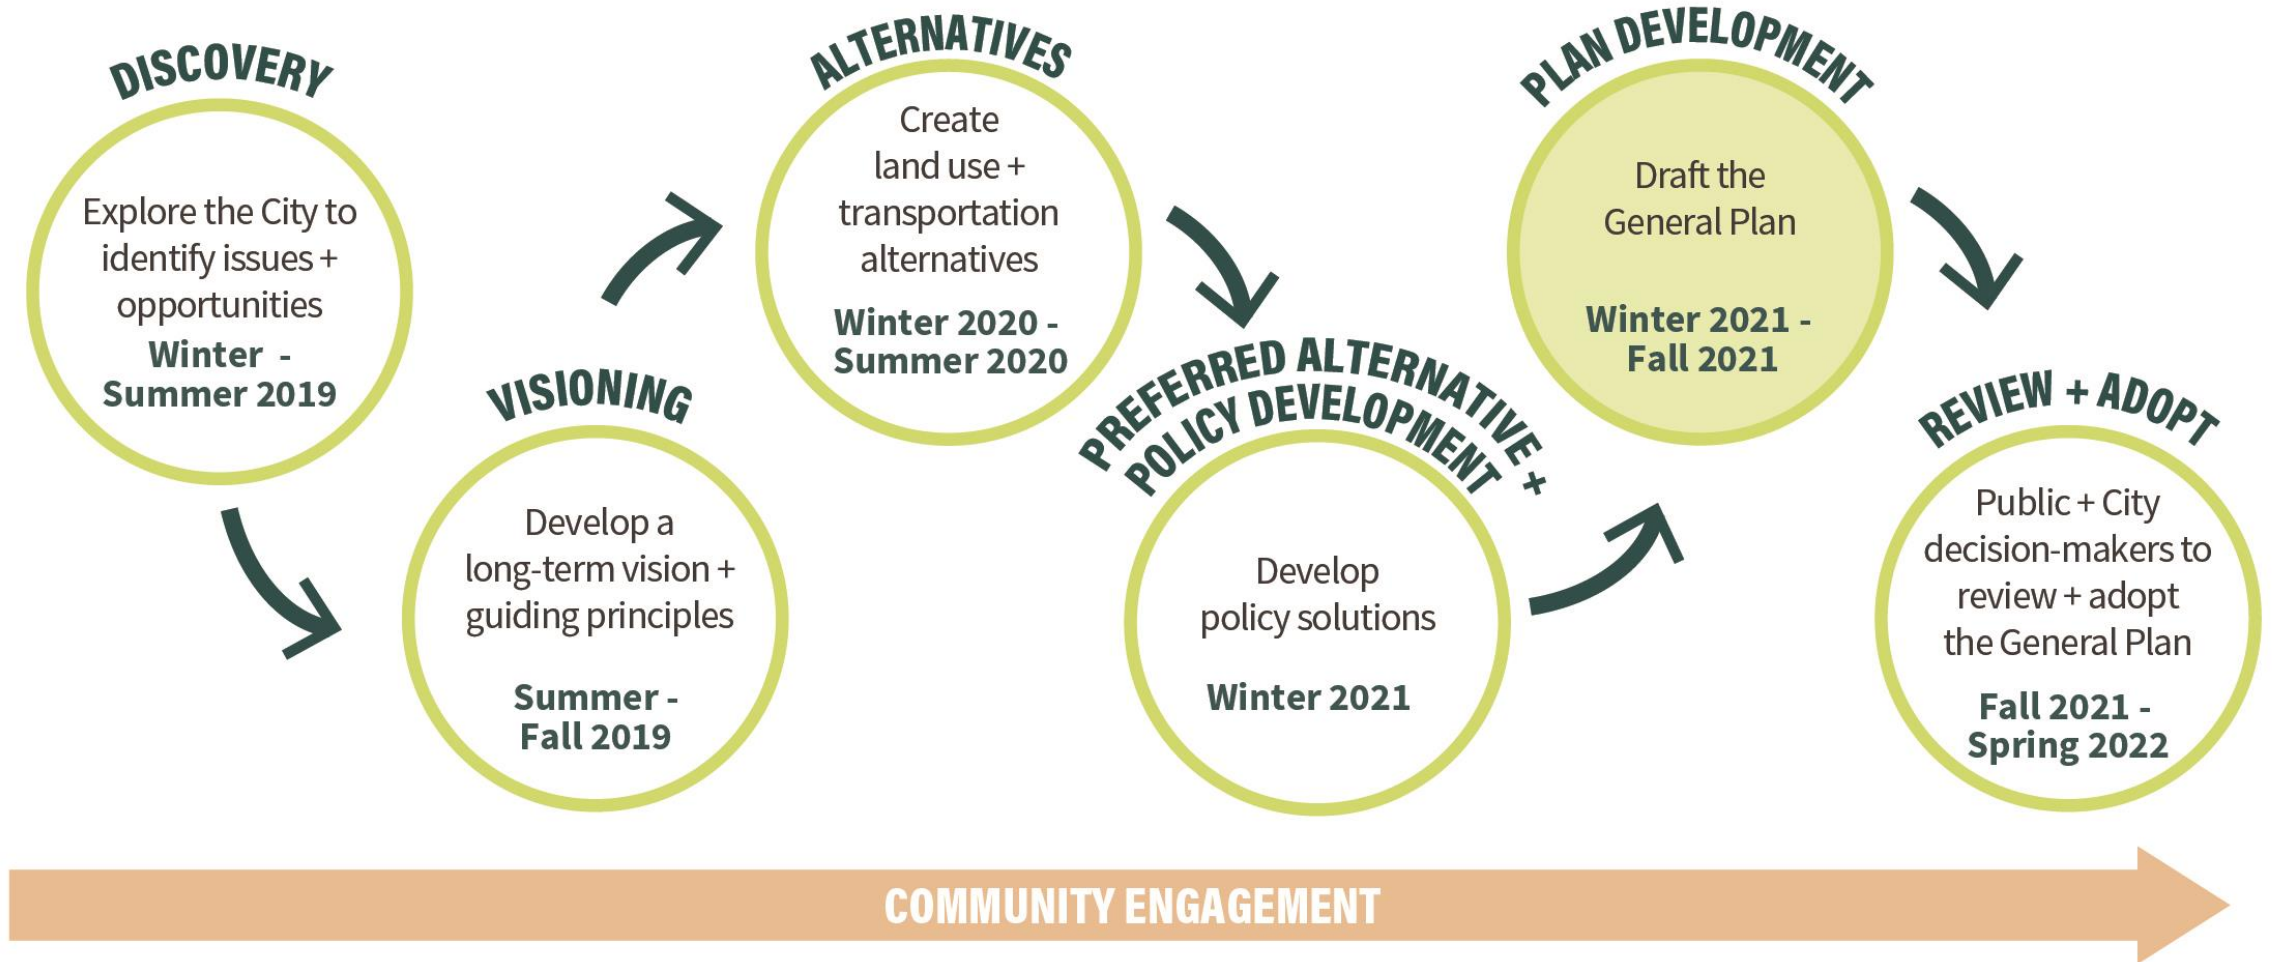 DISCOVERY
Explore the City to
identify issues +
opportunities
Winter -
Summer 2019
VISIONING
Develop a
long-term vision +
guiding principles
Summer -
Fall 2019
ALTERNATIVES
Create
land use +
transportation
alternatives
Winter 2020 -
Summer 2020
PREFERRED ALTERNATIVE +
POLICY DEVELOPMENT
Develop
policy solutions
Winter 2021
PLAN DEVELOPMENT
Draft the
General Plan
Winter 2021 -
Fall 2021
REVIEW + ADOPT
Public + City
decision-makers to
review + adopt
the General Plan
Fall 2021 -
Spring 2022
COMMUNITY ENGAGEMENT